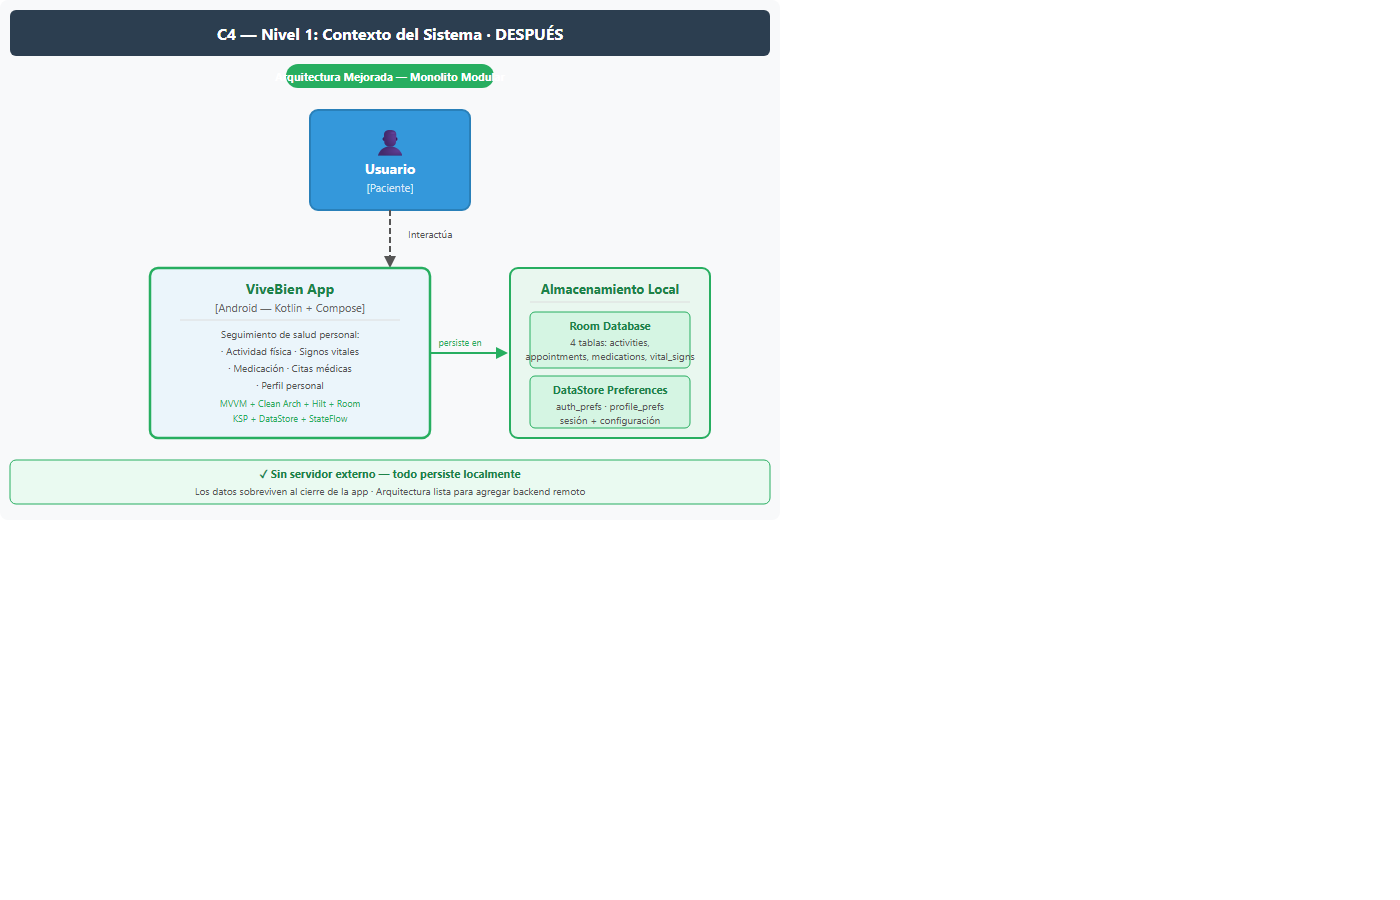 C4 — Nivel 1: Contexto del Sistema · DESPUÉS
quitectura Mejorada — Monolito Modu
Usuario
[Paciente]
Interactúa
ViveBien App
[Android — Kotlin + Compose]
Seguimiento de salud personal:
· Actividad física · Signos vitales
· Medicación · Citas médicas
· Perfil personal
MVVM + Clean Arch + Hilt + Room
KSP + DataStore + StateFlow
persiste en
Almacenamiento Local
Room Database
4 tablas: activities,
appointments, medications, vital_signs
DataStore Preferences
auth_prefs · profile_prefs
sesión + configuración
✓ Sin servidor externo — todo persiste localmente
Los datos sobreviven al cierre de la app · Arquitectura lista para agregar backend remoto